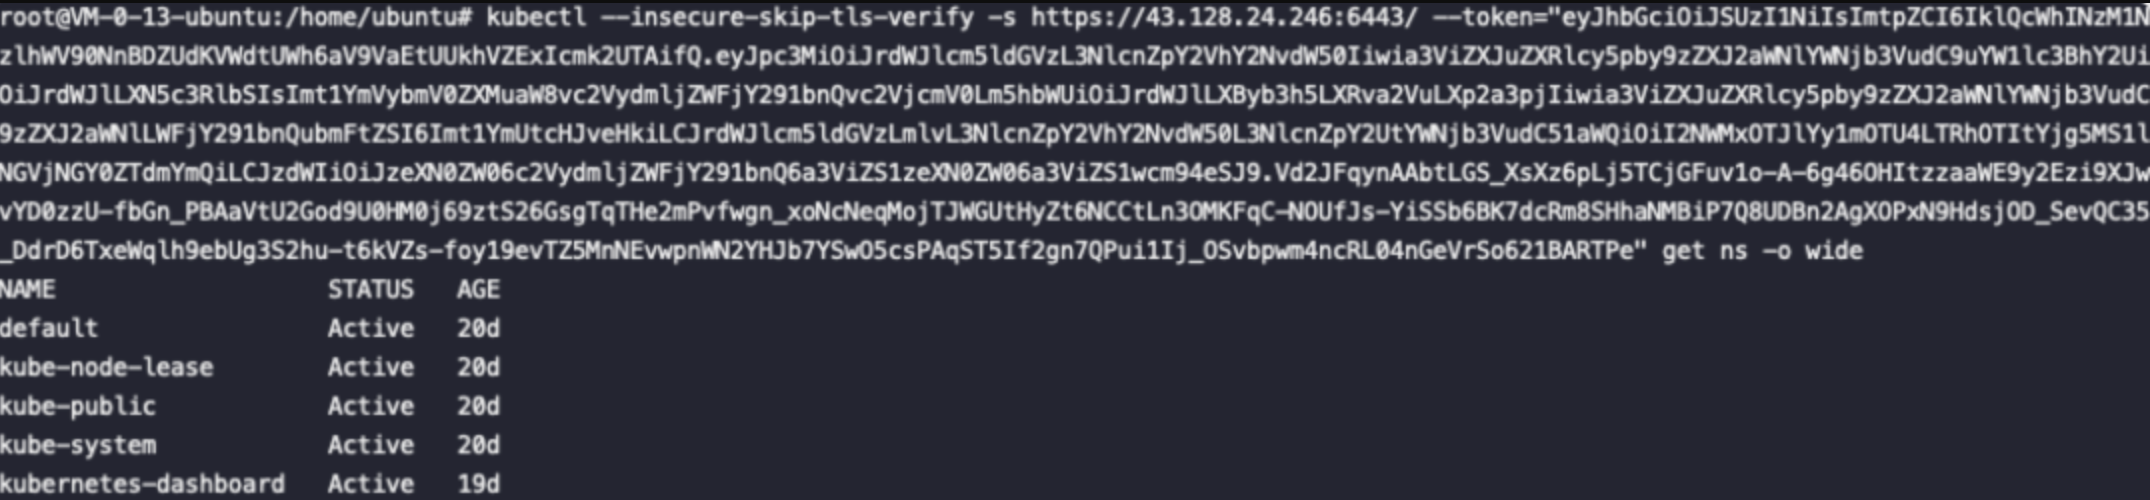 root@VM-0-13-ubuntu:/home/ubuntu# kubectl --insecure-skip-tls-verify -s https://43.128.24.246:6443/ --token="eyJhbGciOiJSUzI1NiIsImtpZCI6IklQcWhINzM1N
zlhWV90NnBDZUdKVWdtUWh6aV9VaEtUUkhVZExIcmk2UTAifQ.eyJpc3MiOiJrdWJlcm5ldGVzL3NlcnZpY2VhY2NvdW50Iiwia3ViZXJuZXRlcy5pby9zZXJ2aWNlYWNjb3VudC9uYW1lc3BhY2Ui
OiJrdWJlLXN5c3RlbSIsImt1YmVybmV0ZXMuaW8vc2VydmljZWFjY291bnQvc2VjcmV0Lm5hbWUiOiJrdWJlLXByb3h5LXRva2VuLXp2a3pjIiwia3ViZXJuZXRlcy5pby9zZXJ2aWNlYWNjb3VudC
9zZXJ2aWNlLWFjY291bnQubmFtZSI6Imt1YmUtcHJveHkiLCJrdWJlcm5ldGVzLmlvL3NlcnZpY2VhY2NvdW50L3NlcnZpY2UtYWNjb3VudC51aWQiOiI2NWMxOTJlYy1mOTU4LTRhOTItYjg5MS1l
NGVjNGY0ZTdmYmQiLCJzdWIiOiJzeXN0ZW06c2VydmljZWFjY291bnQ6a3ViZS1zeXN0ZW06a3ViZS1wcm94eSJ9.Vd2JFqynAAbtLGS_XsXz6pLj5TCjGFuv1o-A-6g46OHItzzaaWE9y2Ezi9XJw
vYD0zzU-fbGn_PBAaVtU2God9U0HM0j69ztS26GsgTqTHe2mPvfwgn_xoNcNeqMojTJWGUtHyZt6NCCtLn3OMKFqC-NOUfJs-YiSSb6BK7dcRm8SHhaNMBiP7Q8UDBn2AgXOPxN9HdsjOD_SevQC35
_DdrD6TxeWqlh9ebUg3S2hu-t6kVZs-foy19evTZ5MnNEvwpnWN2YHJb7YSwO5csPAqST5If2gn7QPui1Ij_OSvbpwm4ncRL04nGeVrSo621BARTPe" get ns -o wide
NAME STATUS AGE
default Active 20d
kube-node-lease Active 20d
kube-public Active 20d
kube-system Active 20d
kubernetes-dashboard Active 19d